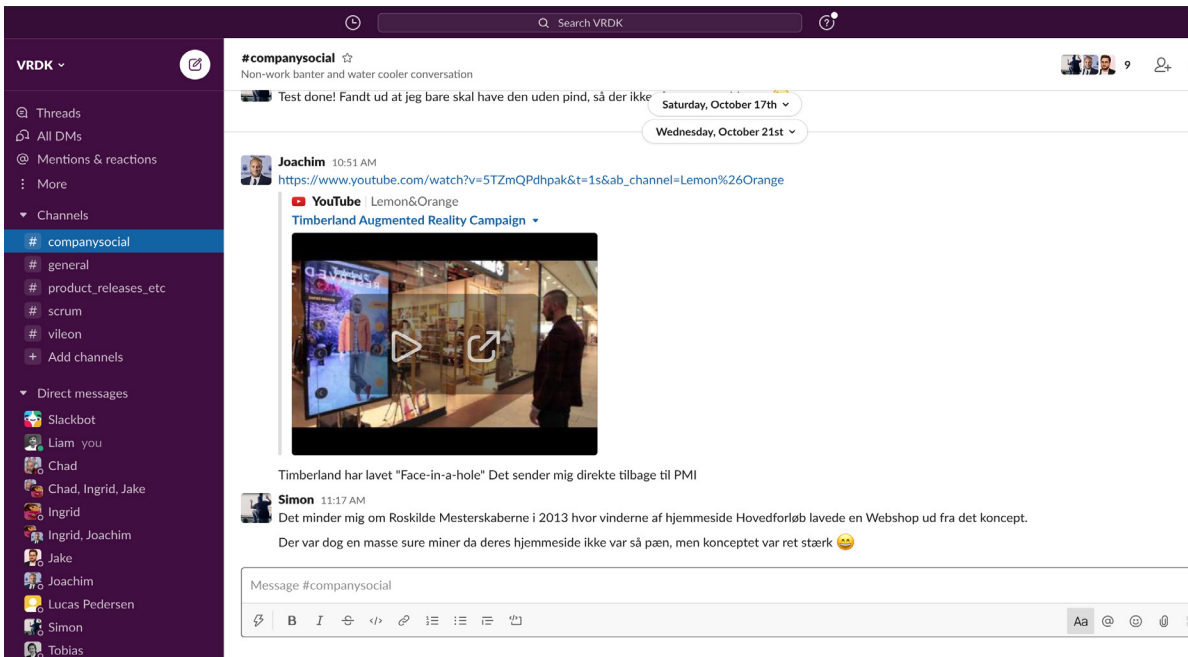 Search VRDK
VRDK
#companysocial
Non-work banter and water cooler conversation
9
Threads
All DMs
Mentions & reactions
More
Channels
# companysocial
# general
# product_releases_etc
# scrum
# vileon
+ Add channels
Direct messages
Slackbot
Liam you
Chad
Chad, Ingrid, Jake
Ingrid
Ingrid, Joachim
Jake
Joachim
Lucas Pedersen
Simon
Tobias
Test done! Fandt ud at jeg bare skal have den uden pind, så der ikke
Saturday, October 17th
Wednesday, October 21st
Joachim 10:51 AM
https://www.youtube.com/watch?v=5TZmQPdhpak&t=1s&ab_channel=Lemon%26Orange
YouTube | Lemon&Orange
Timberland Augmented Reality Campaign
Timberland har lavet "Face-in-a-hole" Det sender mig direkte tilbage til PMI
Simon 11:17 AM
Det minder mig om Roskilde Mesterskaberne i 2013 hvor vinderne af hjemmeside Hovedforløb lavede en Webshop ud fra det koncept.
Der var dog en masse sure miner da deres hjemmeside ikke var så pæn, men konceptet var ret stærk 😄
Message #companysocial
B I S </> Aa @